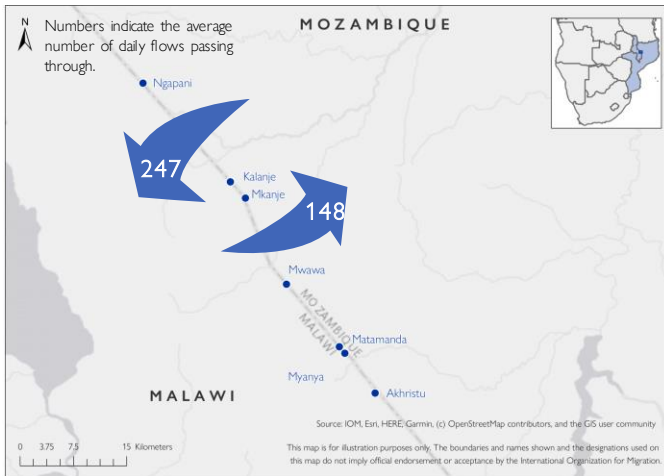 N
Numbers indicate the average
number of daily flows passing
through.
MOZAMBIQUE
Ngapani
247
Kalanje
Mkanje
148
Mwawa
MOZAMBIQUE
MALAWI
Matamanda
Myanya
Akhristu
MALAWI
Source: IOM, Esri, HERE, Garmin, (c) OpenStreetMap contributors, and the GIS user community
0 3.75 7.5 15 Kilometers
This map is for illustration purposes only. The boundaries and names shown and the designations used on
this map do not imply official endorsement or acceptance by the International Organization for Migration.